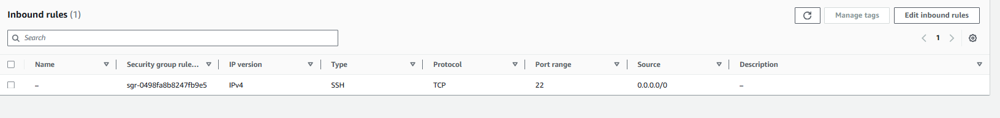 Inbound rules (1)
Manage tags
Edit inbound rules
Search
1
Name Security group rule... IP version Type Protocol Port range Source Description
– sgr-0498fa8b8247fb9e5 IPv4 SSH TCP 22 0.0.0.0/0 –